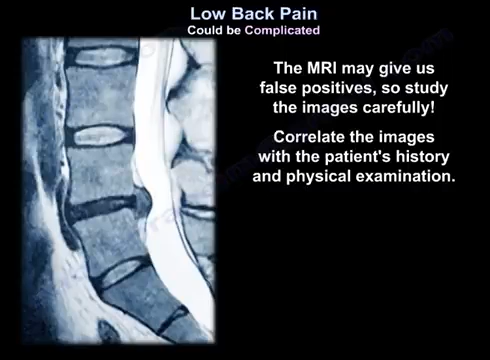 Low Back Pain
Could be Complicated
The MRI may give us
false positives, so study
the images carefully!
Correlate the images
with the patient's history
and physical examination.